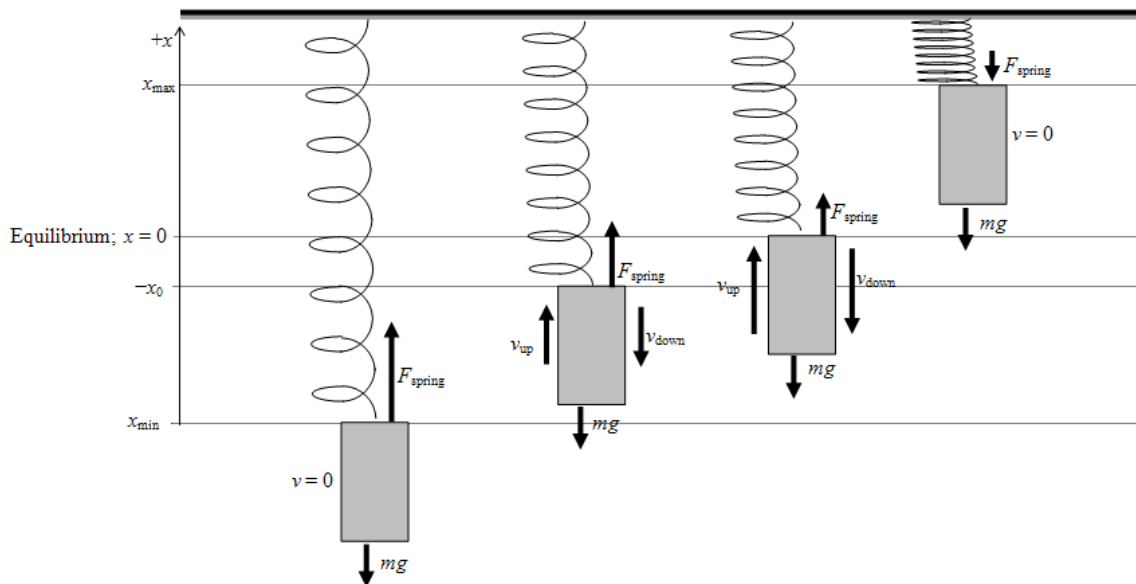 +x
F_spring
x_max
v = 0
F_spring
mg
Equilibrium; x = 0
F_spring
−x_0
v_up
v_down
v_up
v_down
F_spring
mg
x_min
mg
v = 0
mg